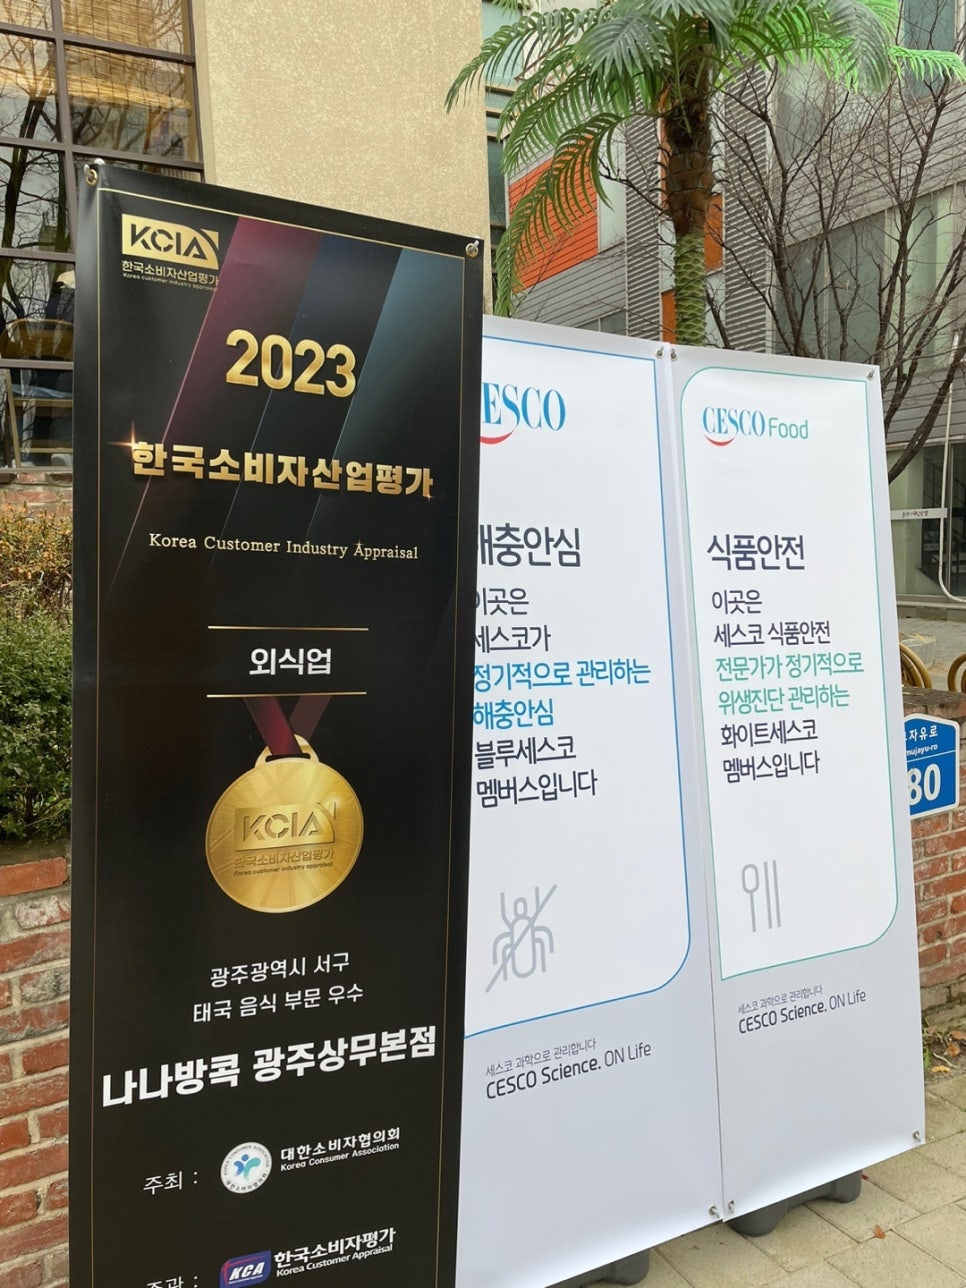 KCIA
한국소비자산업평가
Korea customer industry appraisal
2023
한국소비자산업평가
Korea Customer Industry Appraisal
외식업
KCIA
한국소비자산업평가
Korea customer industry appraisal
광주광역시 서구
태국 음식 부문 우수
나나방콕 광주상무본점
주최 :
대한소비자협의회
Korea Consumer Association
주관 :
KCA
한국소비자평가
Korea Consumer Appraisal
CESCO
해충안심
이곳은
세스코가
정기적으로 관리하는
해충안심
블루세스코
멤버스입니다
세스코 과학으로 관리합니다
CESCO Science. ON Life
CESCO Food
식품안전
이곳은
세스코 식품안전
전문가가 정기적으로
위생진단 관리하는
화이트세스코
멤버스입니다
세스코 과학으로 관리합니다
CESCO Science. ON Life
자유로
mujayu-ro
80